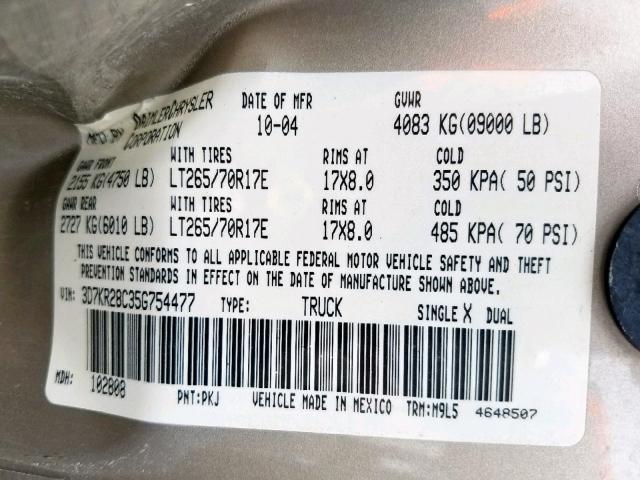 MFD BY DAIMLERCHRYSLER CORPORATION
DATE OF MFR 10-04
GVWR 4083 KG(09000 LB)
GAWR FRONT WITH TIRES RIMS AT COLD
2155 KG(4750 LB) LT265/70R17E 17X8.0 350 KPA( 50 PSI)
GAWR REAR WITH TIRES RIMS AT COLD
2727 KG(6010 LB) LT265/70R17E 17X8.0 485 KPA( 70 PSI)
THIS VEHICLE CONFORMS TO ALL APPLICABLE FEDERAL MOTOR VEHICLE SAFETY AND THEFT
PREVENTION STANDARDS IN EFFECT ON THE DATE OF MANUFACTURE SHOWN ABOVE.
VIN: 3D7KR28C35G754477 TYPE: TRUCK SINGLE X DUAL
MDH: 102808
PNT:PKJ VEHICLE MADE IN MEXICO TRM:M9L5 4648507